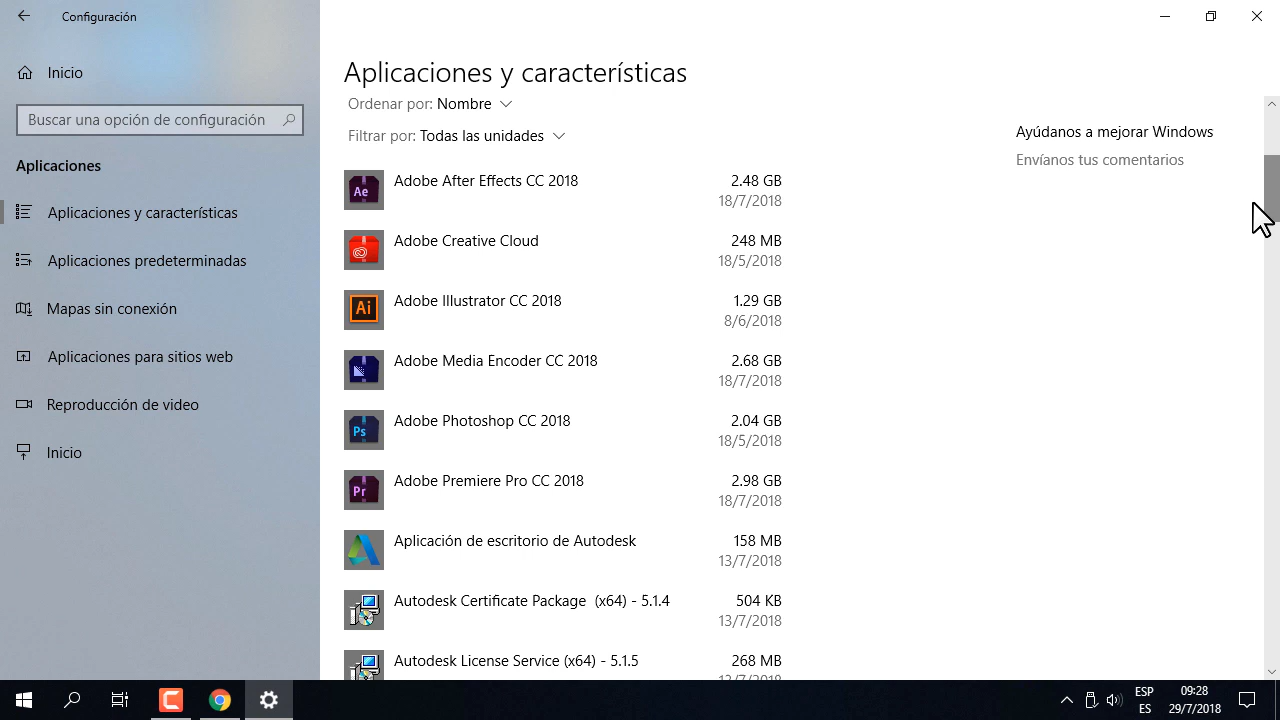 Configuración
Inicio
Buscar una opción de configuración
Aplicaciones
Aplicaciones y características
Aplicaciones predeterminadas
Mapas sin conexión
Aplicaciones para sitios web
Reproducción de video
Inicio
Aplicaciones y características
Ordenar por: Nombre
Filtrar por: Todas las unidades
Ae
Adobe After Effects CC 2018 2.48 GB
18/7/2018
Adobe Creative Cloud 248 MB
18/5/2018
Ai
Adobe Illustrator CC 2018 1.29 GB
8/6/2018
Adobe Media Encoder CC 2018 2.68 GB
18/7/2018
Ps
Adobe Photoshop CC 2018 2.04 GB
18/5/2018
Pr
Adobe Premiere Pro CC 2018 2.98 GB
18/7/2018
Aplicación de escritorio de Autodesk 158 MB
13/7/2018
Autodesk Certificate Package (x64) - 5.1.4 504 KB
13/7/2018
Autodesk License Service (x64) - 5.1.5 268 MB
13/7/2018
Ayúdanos a mejorar Windows
Envíanos tus comentarios
ESP
ES
09:28
29/7/2018